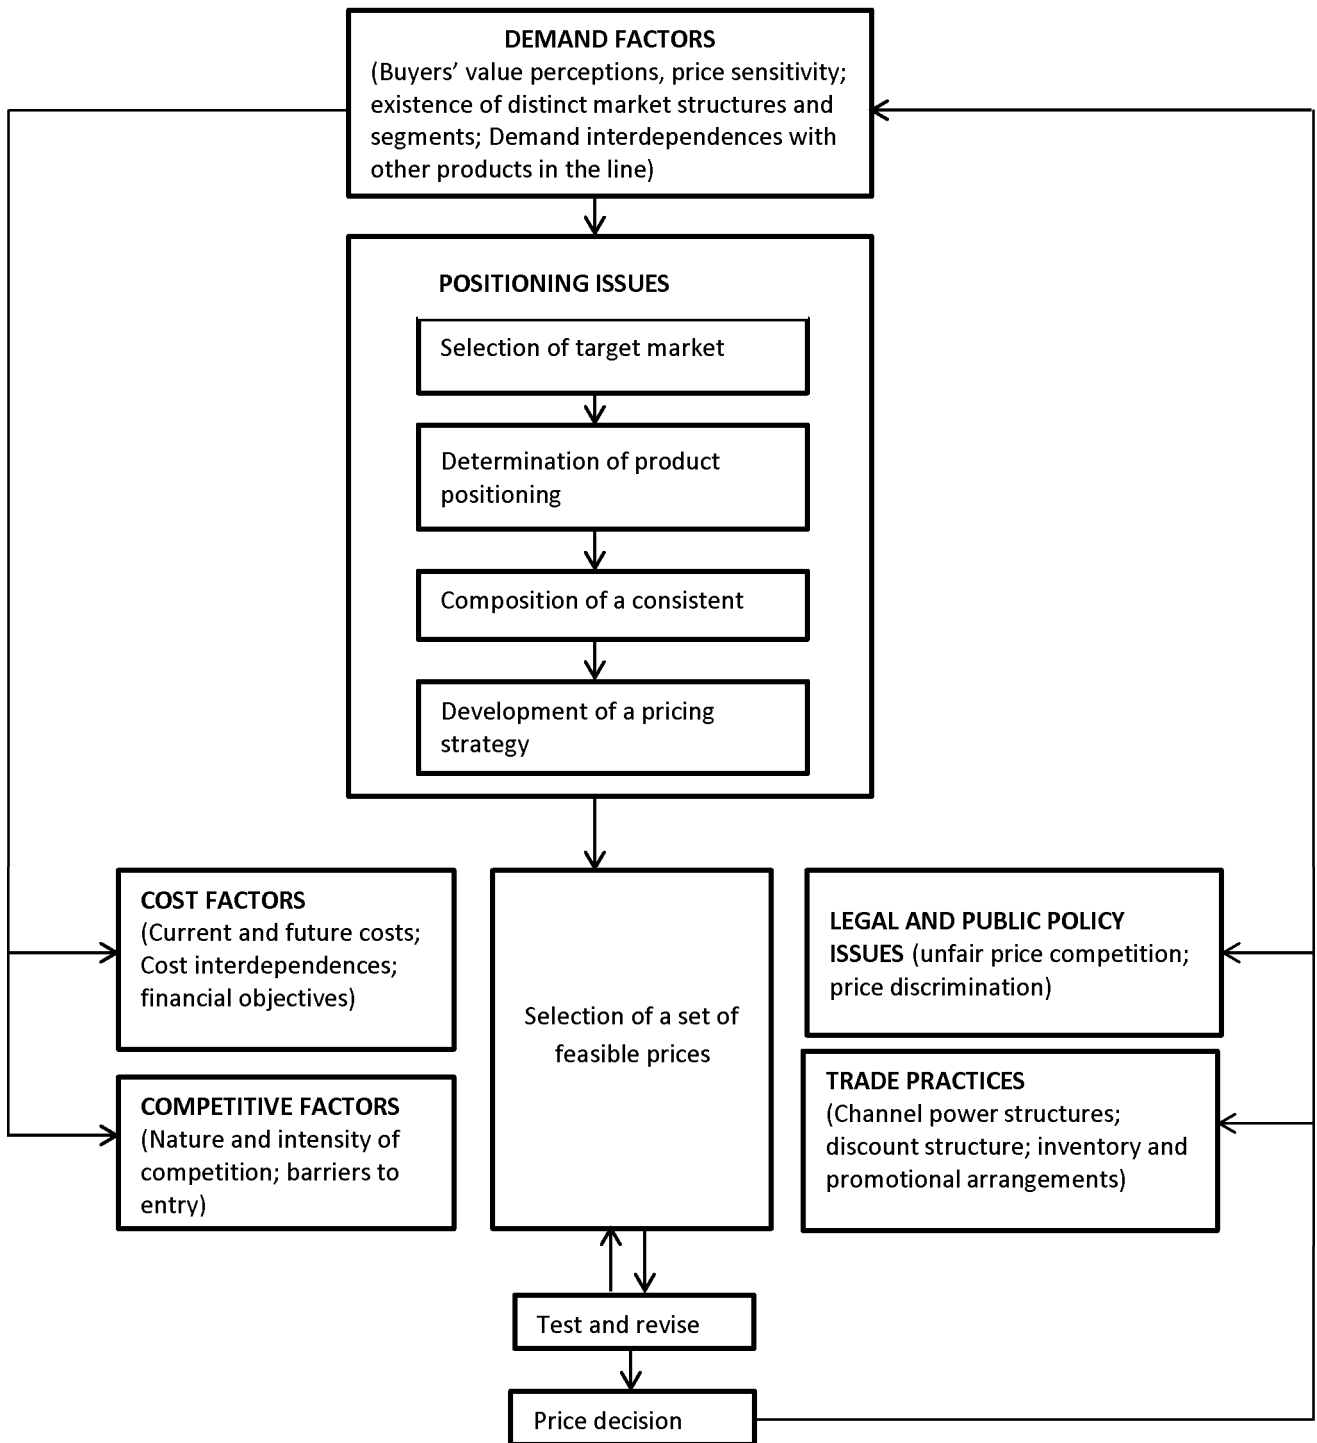 DEMAND FACTORS
(Buyers’ value perceptions, price sensitivity;
existence of distinct market structures and
segments; Demand interdependences with
other products in the line)
POSITIONING ISSUES
Selection of target market
Determination of product
positioning
Composition of a consistent
Development of a pricing
strategy
COST FACTORS
(Current and future costs;
Cost interdependences;
financial objectives)
COMPETITIVE FACTORS
(Nature and intensity of
competition; barriers to
entry)
Selection of a set of
feasible prices
LEGAL AND PUBLIC POLICY
ISSUES (unfair price competition;
price discrimination)
TRADE PRACTICES
(Channel power structures;
discount structure; inventory and
promotional arrangements)
Test and revise
Price decision